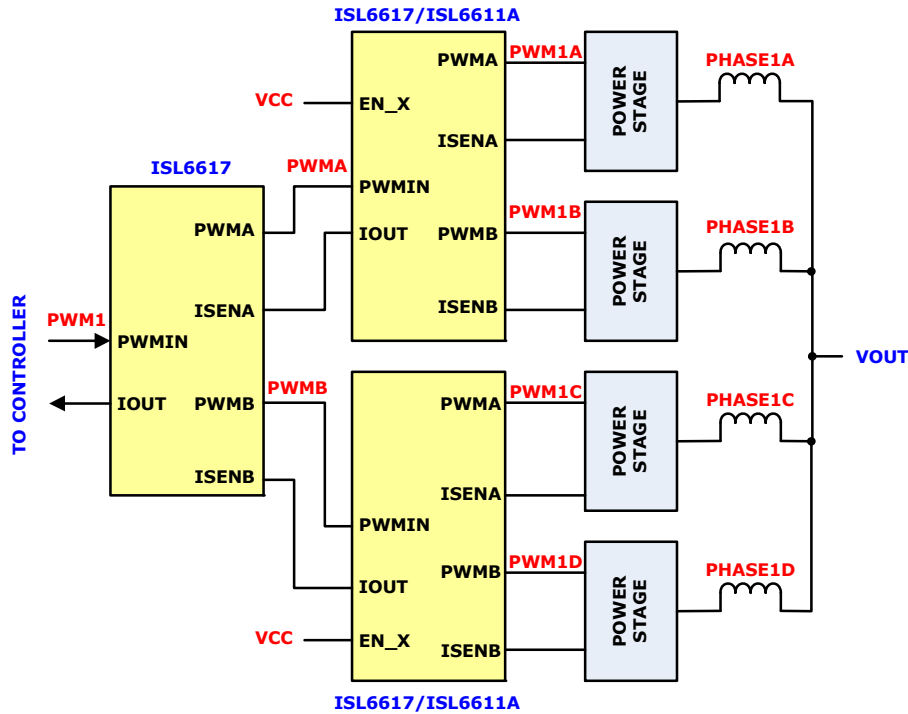 ISL6617/ISL6611A
PWMA
PWM1A
PHASE1A
VCC
EN_X
POWER
STAGE
ISENA
ISL6617
PWMA
PWMIN
PWM1B
PHASE1B
PWMA
IOUT
PWMB
POWER
STAGE
ISENA
ISENB
TO CONTROLLER
PWM1
PWMIN
VOUT
IOUT
PWMB
PWMB
PWMA
PWM1C
PHASE1C
POWER
STAGE
ISENB
ISENA
PWMIN
PWMB
PWM1D
PHASE1D
IOUT
POWER
STAGE
VCC
EN_X
ISENB
ISL6617/ISL6611A